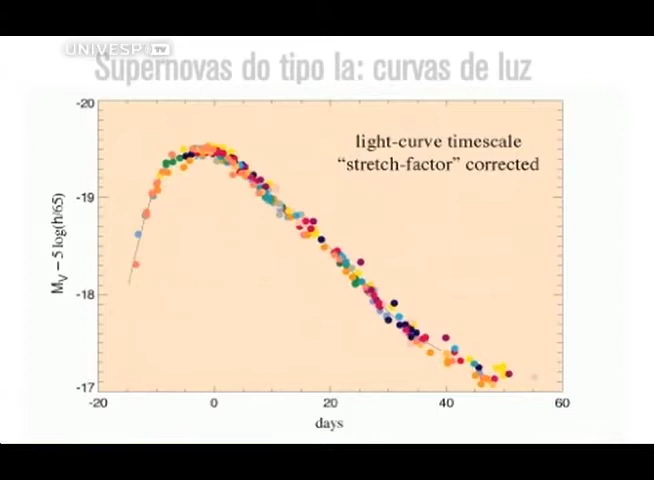 UNIVESP TV
Supernovas do tipo Ia: curvas de luz
-20
light-curve timescale
“stretch-factor” corrected
-19
M_V – 5 log(h/65)
-18
-17
-20 0 20 40 60
days